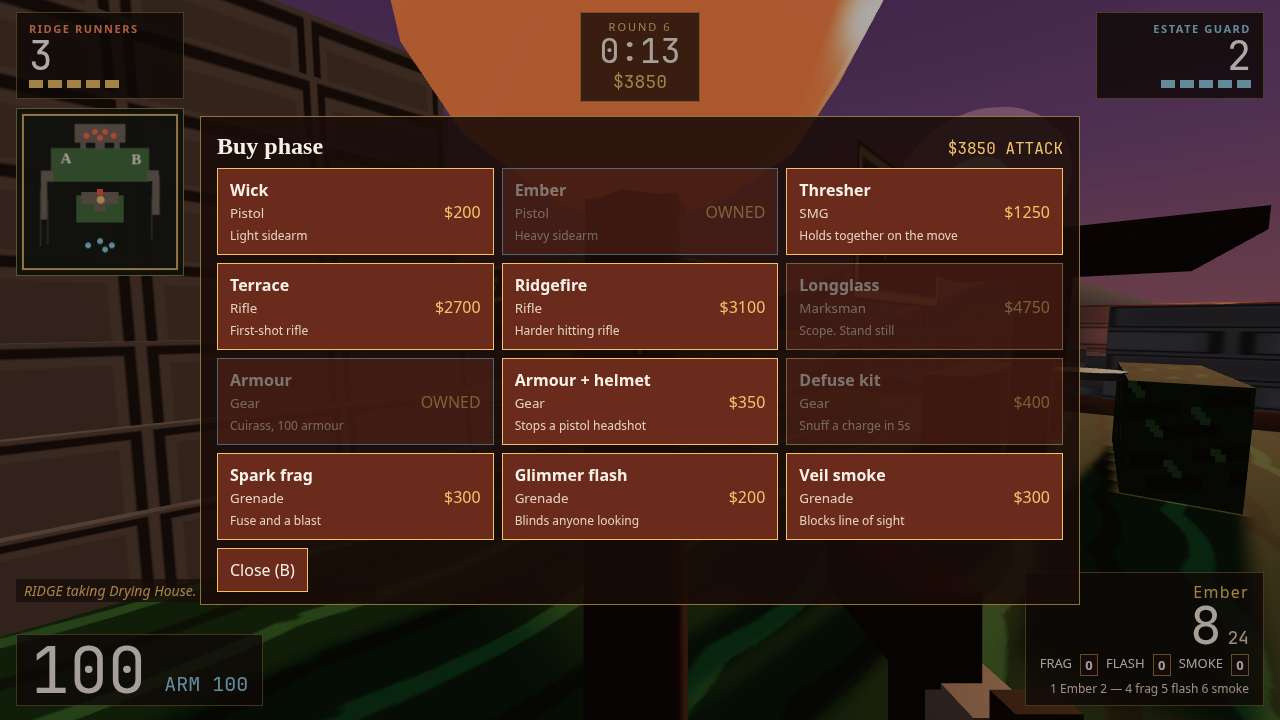 RIDGE RUNNERS
3
ROUND 6
0:13
$3850
ESTATE GUARD
2
A B
Buy phase
$3850 ATTACK
Wick
Pistol
$200
Light sidearm
Ember
Pistol
OWNED
Heavy sidearm
Thresher
SMG
$1250
Holds together on the move
Terrace
Rifle
$2700
First-shot rifle
Ridgefire
Rifle
$3100
Harder hitting rifle
Longglass
Marksman
$4750
Scope. Stand still
Armour
Gear
OWNED
Cuirass, 100 armour
Armour + helmet
Gear
$350
Stops a pistol headshot
Defuse kit
Gear
$400
Snuff a charge in 5s
Spark frag
Grenade
$300
Fuse and a blast
Glimmer flash
Grenade
$200
Blinds anyone looking
Veil smoke
Grenade
$300
Blocks line of sight
Close (B)
RIDGE taking Drying House.
100 ARM 100
Ember
8 24
FRAG 0 FLASH 0 SMOKE 0
1 Ember 2 — 4 frag 5 flash 6 smoke